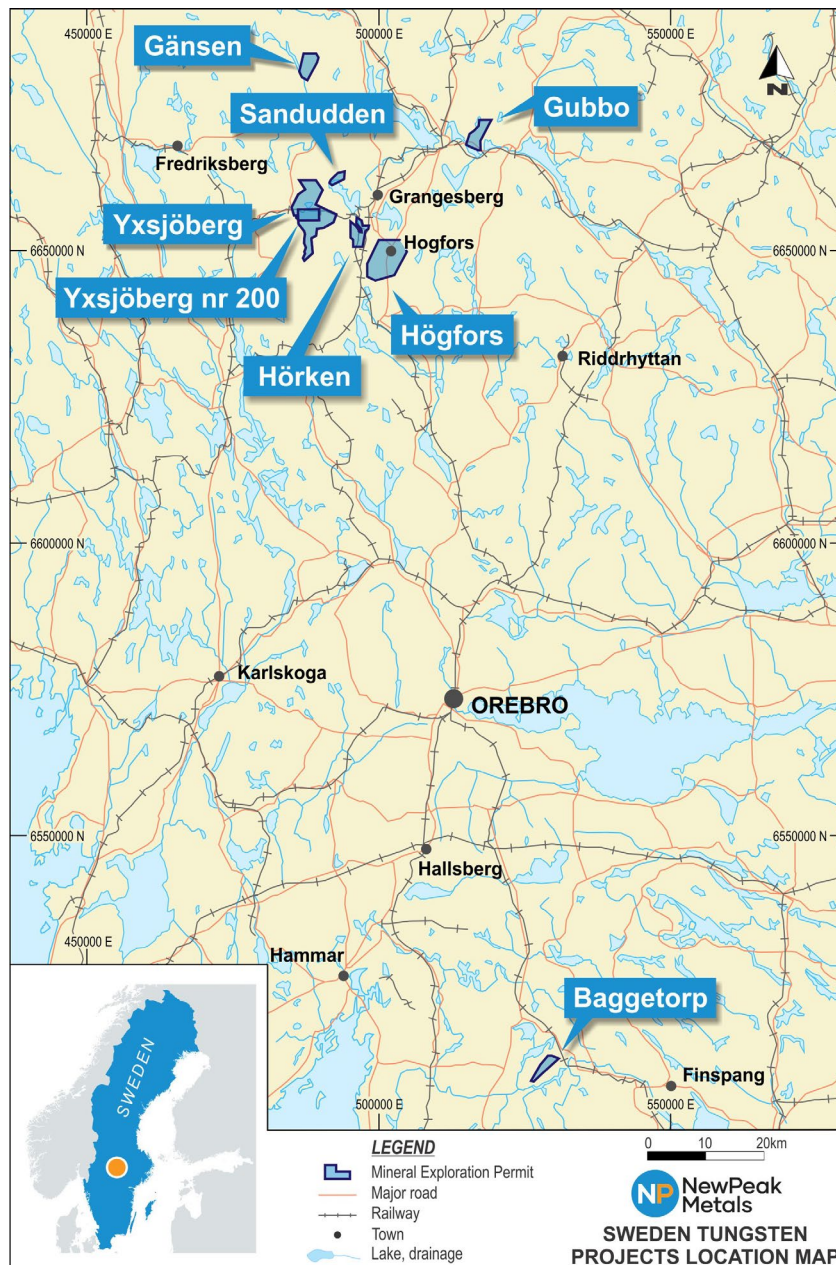 450000 E
500000 E
550000 E
Gänsen
N
Sandudden
Gubbo
Fredriksberg
Grangesberg
Yxsjöberg
6650000 N
Hogfors
6650000 N
Yxsjöberg nr 200
Högfors
Hörken
Riddrhyttan
6600000 N
6600000 N
Karlskoga
OREBRO
6550000 N
6550000 N
Hallsberg
450000 E
Hammar
Baggetorp
SWEDEN
Finspang
500000 E
550000 E
LEGEND
Mineral Exploration Permit
Major road
Railway
Town
Lake, drainage
0 10 20km
NP NewPeak
Metals
SWEDEN TUNGSTEN
PROJECTS LOCATION MAP